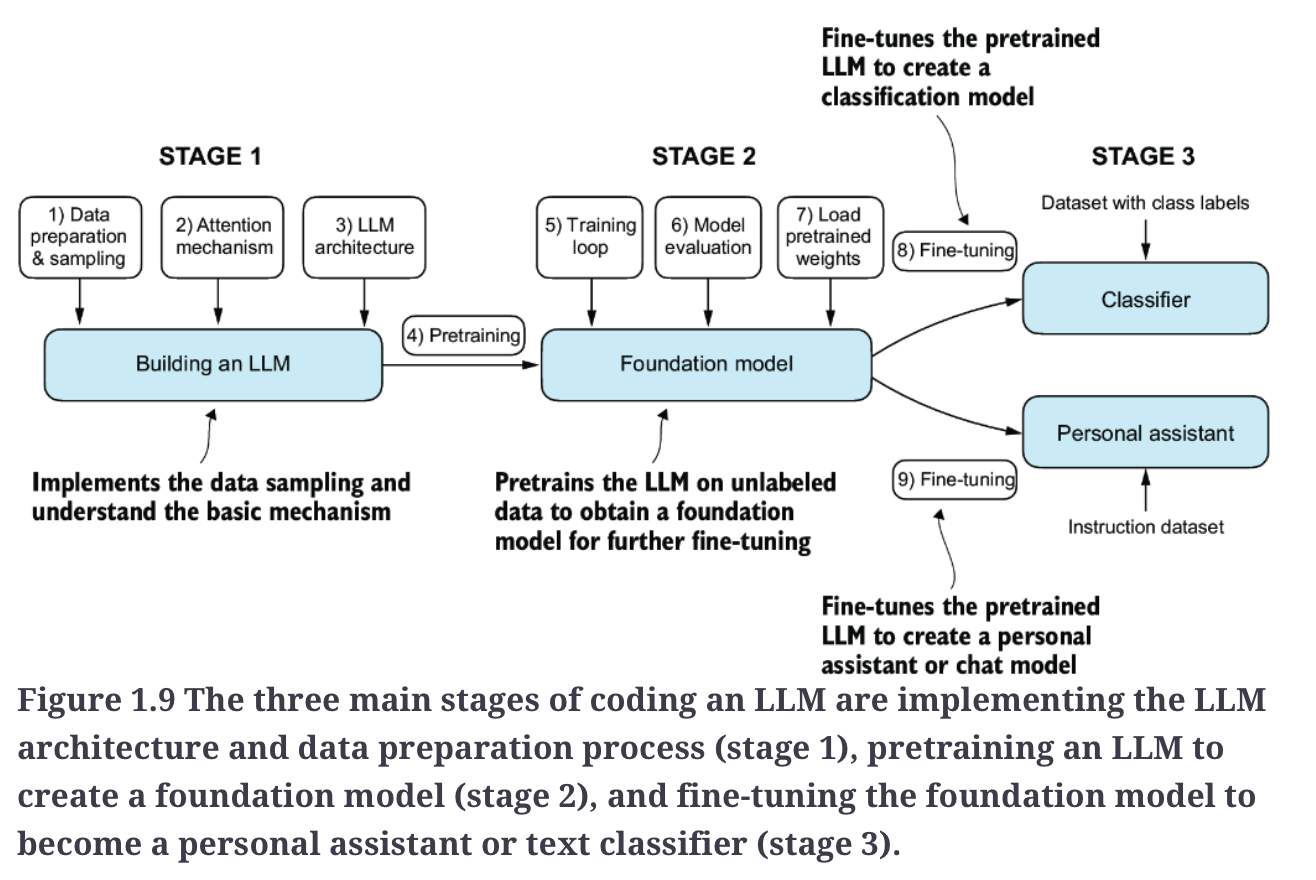 Fine-tunes the pretrained
LLM to create a
classification model
STAGE 1
STAGE 2
STAGE 3
1) Data
preparation
& sampling
2) Attention
mechanism
3) LLM
architecture
5) Training
loop
6) Model
evaluation
7) Load
pretrained
weights
8) Fine-tuning
Dataset with class labels
4) Pretraining
Building an LLM
Foundation model
Classifier
Personal assistant
Implements the data sampling and
understand the basic mechanism
Pretrains the LLM on unlabeled
data to obtain a foundation
model for further fine-tuning
9) Fine-tuning
Instruction dataset
Fine-tunes the pretrained
LLM to create a personal
assistant or chat model
Figure 1.9 The three main stages of coding an LLM are implementing the LLM
architecture and data preparation process (stage 1), pretraining an LLM to
create a foundation model (stage 2), and fine-tuning the foundation model to
become a personal assistant or text classifier (stage 3).